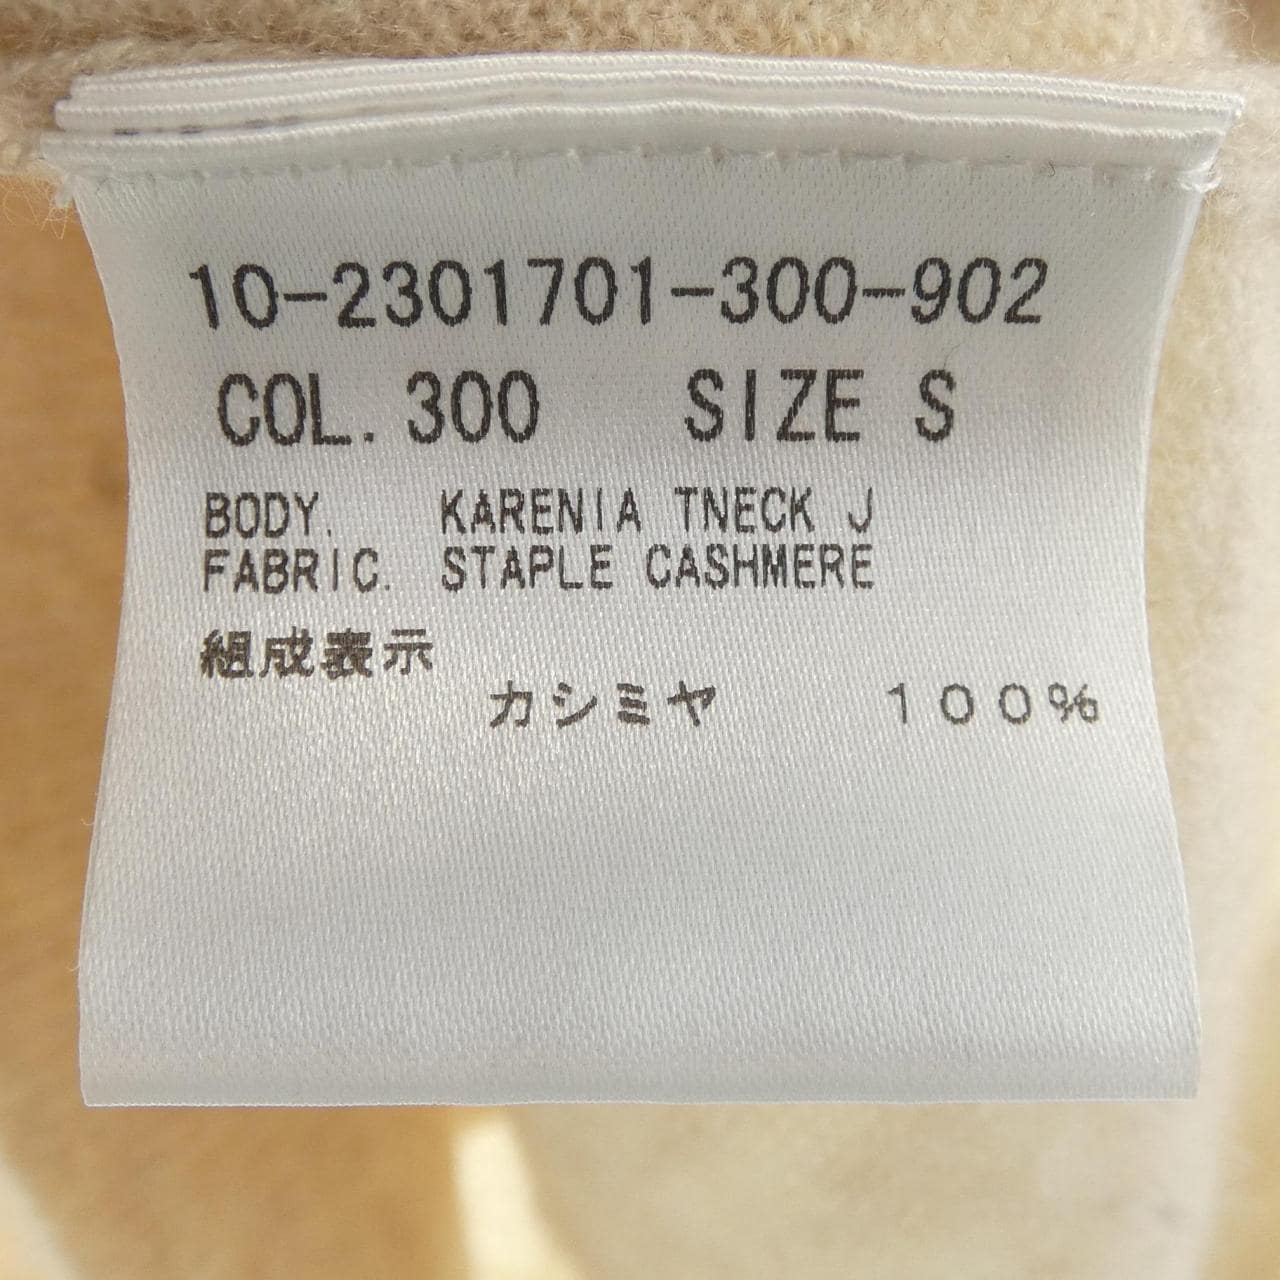 10-2301701-300-902
COL. 300 SIZE S
BODY. KARENIA TNECK J
FABRIC. STAPLE CASHMERE
組成表示
カシミヤ 100%